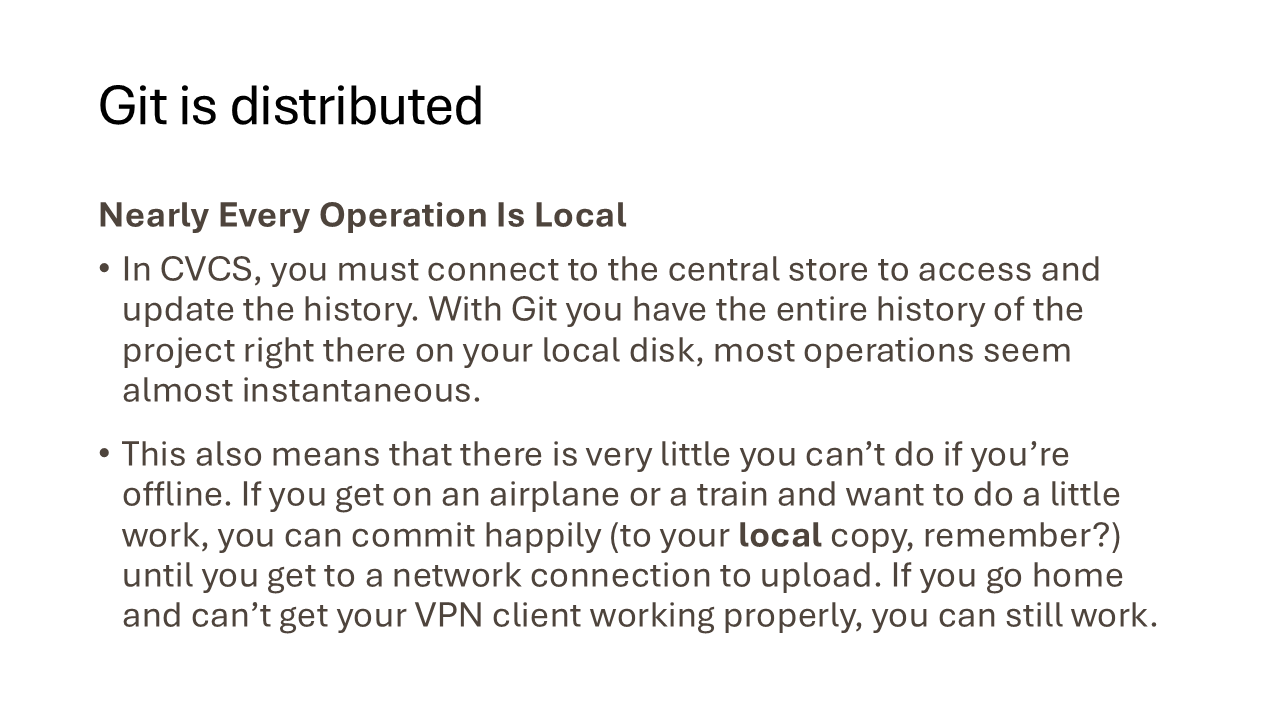 Git is distributed
Nearly Every Operation Is Local
• In CVCS, you must connect to the central store to access and
update the history. With Git you have the entire history of the
project right there on your local disk, most operations seem
almost instantaneous.
• This also means that there is very little you can’t do if you’re
offline. If you get on an airplane or a train and want to do a little
work, you can commit happily (to your local copy, remember?)
until you get to a network connection to upload. If you go home
and can’t get your VPN client working properly, you can still work.